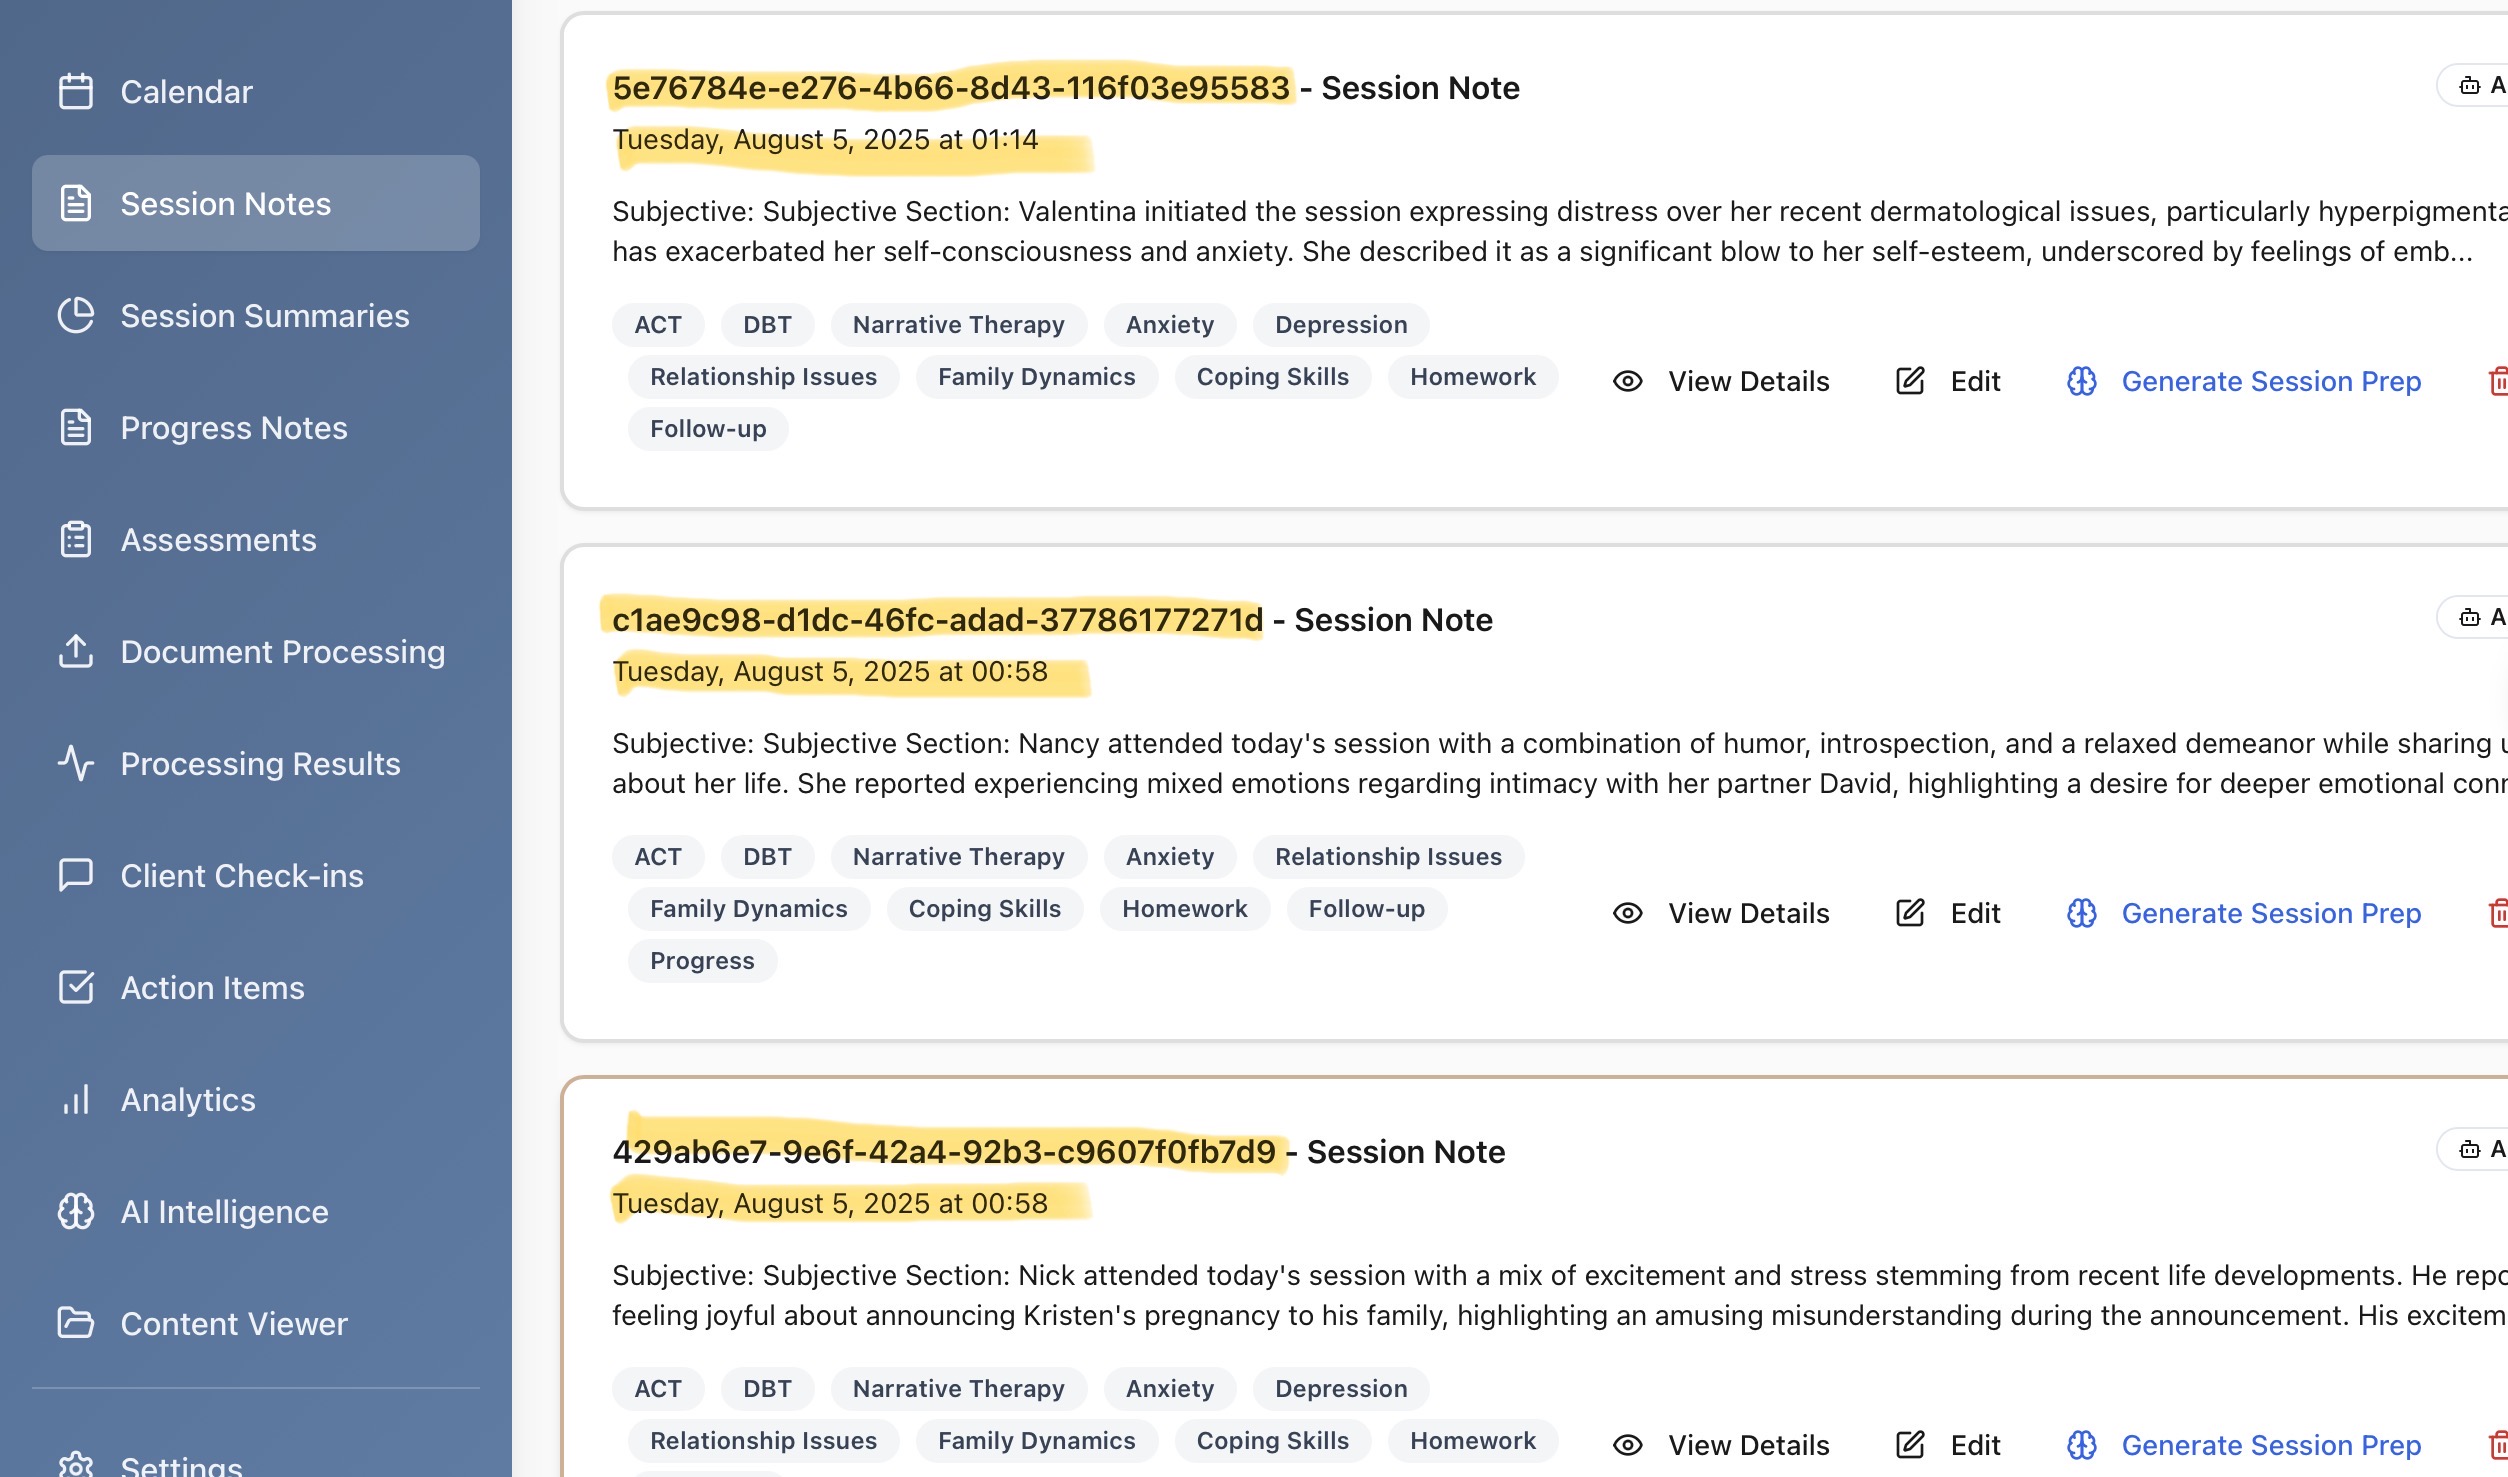 Calendar
Session Notes
Session Summaries
Progress Notes
Assessments
Document Processing
Processing Results
Client Check-ins
Action Items
Analytics
AI Intelligence
Content Viewer
Settings
5e76784e-e276-4b66-8d43-116f03e95583 - Session Note
A
Tuesday, August 5, 2025 at 01:14
Subjective: Subjective Section: Valentina initiated the session expressing distress over her recent dermatological issues, particularly hyperpigmenta
has exacerbated her self-consciousness and anxiety. She described it as a significant blow to her self-esteem, underscored by feelings of emb...
ACT DBT Narrative Therapy Anxiety Depression
Relationship Issues Family Dynamics Coping Skills Homework View Details Edit Generate Session Prep
Follow-up
c1ae9c98-d1dc-46fc-adad-37786177271d - Session Note
A
Tuesday, August 5, 2025 at 00:58
Subjective: Subjective Section: Nancy attended today's session with a combination of humor, introspection, and a relaxed demeanor while sharing u
about her life. She reported experiencing mixed emotions regarding intimacy with her partner David, highlighting a desire for deeper emotional conn
ACT DBT Narrative Therapy Anxiety Relationship Issues
Family Dynamics Coping Skills Homework Follow-up View Details Edit Generate Session Prep
Progress
429ab6e7-9e6f-42a4-92b3-c9607f0fb7d9 - Session Note
A
Tuesday, August 5, 2025 at 00:58
Subjective: Subjective Section: Nick attended today's session with a mix of excitement and stress stemming from recent life developments. He repo
feeling joyful about announcing Kristen's pregnancy to his family, highlighting an amusing misunderstanding during the announcement. His excitem
ACT DBT Narrative Therapy Anxiety Depression
Relationship Issues Family Dynamics Coping Skills Homework View Details Edit Generate Session Prep